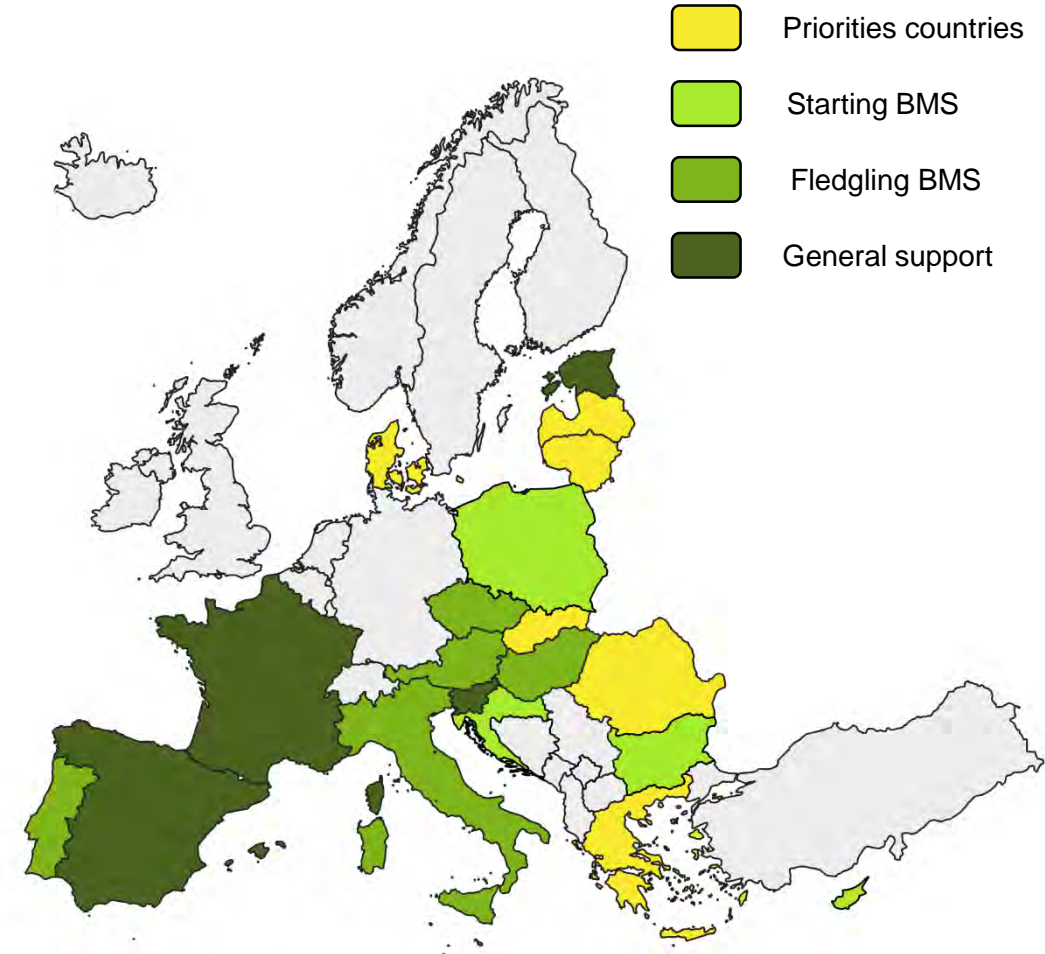 Priorities countries
Starting BMS
Fledgling BMS
General support